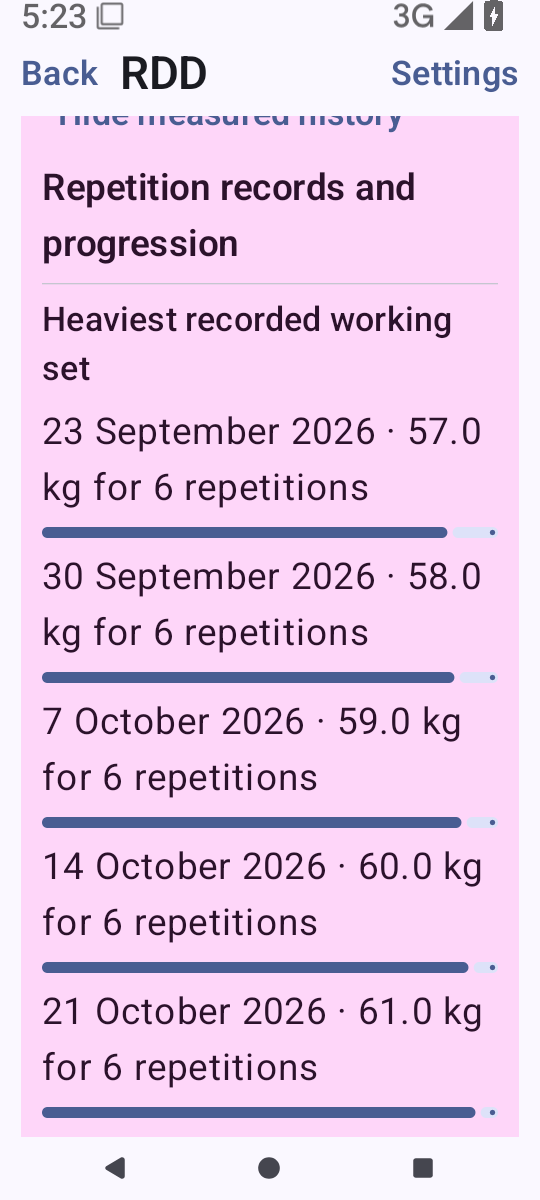 5:23
3G
Back RDD Settings
Hide measured history
Repetition records and
progression
Heaviest recorded working
set
23 September 2026 · 57.0
kg for 6 repetitions
30 September 2026 · 58.0
kg for 6 repetitions
7 October 2026 · 59.0 kg
for 6 repetitions
14 October 2026 · 60.0 kg
for 6 repetitions
21 October 2026 · 61.0 kg
for 6 repetitions